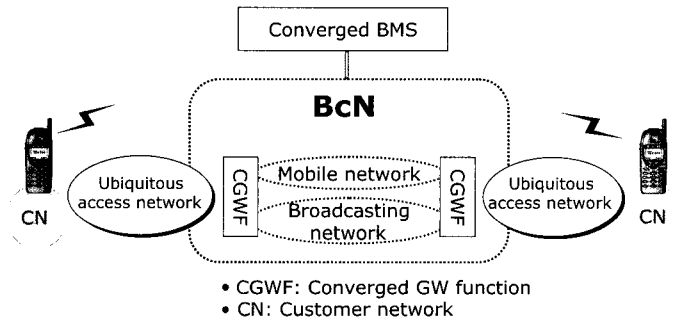 Converged BMS
BcN
CGWF
Mobile network
CGWF
Ubiquitous
access network
Broadcasting
network
Ubiquitous
access network
CN
CN
• CGWF: Converged GW function
• CN: Customer network